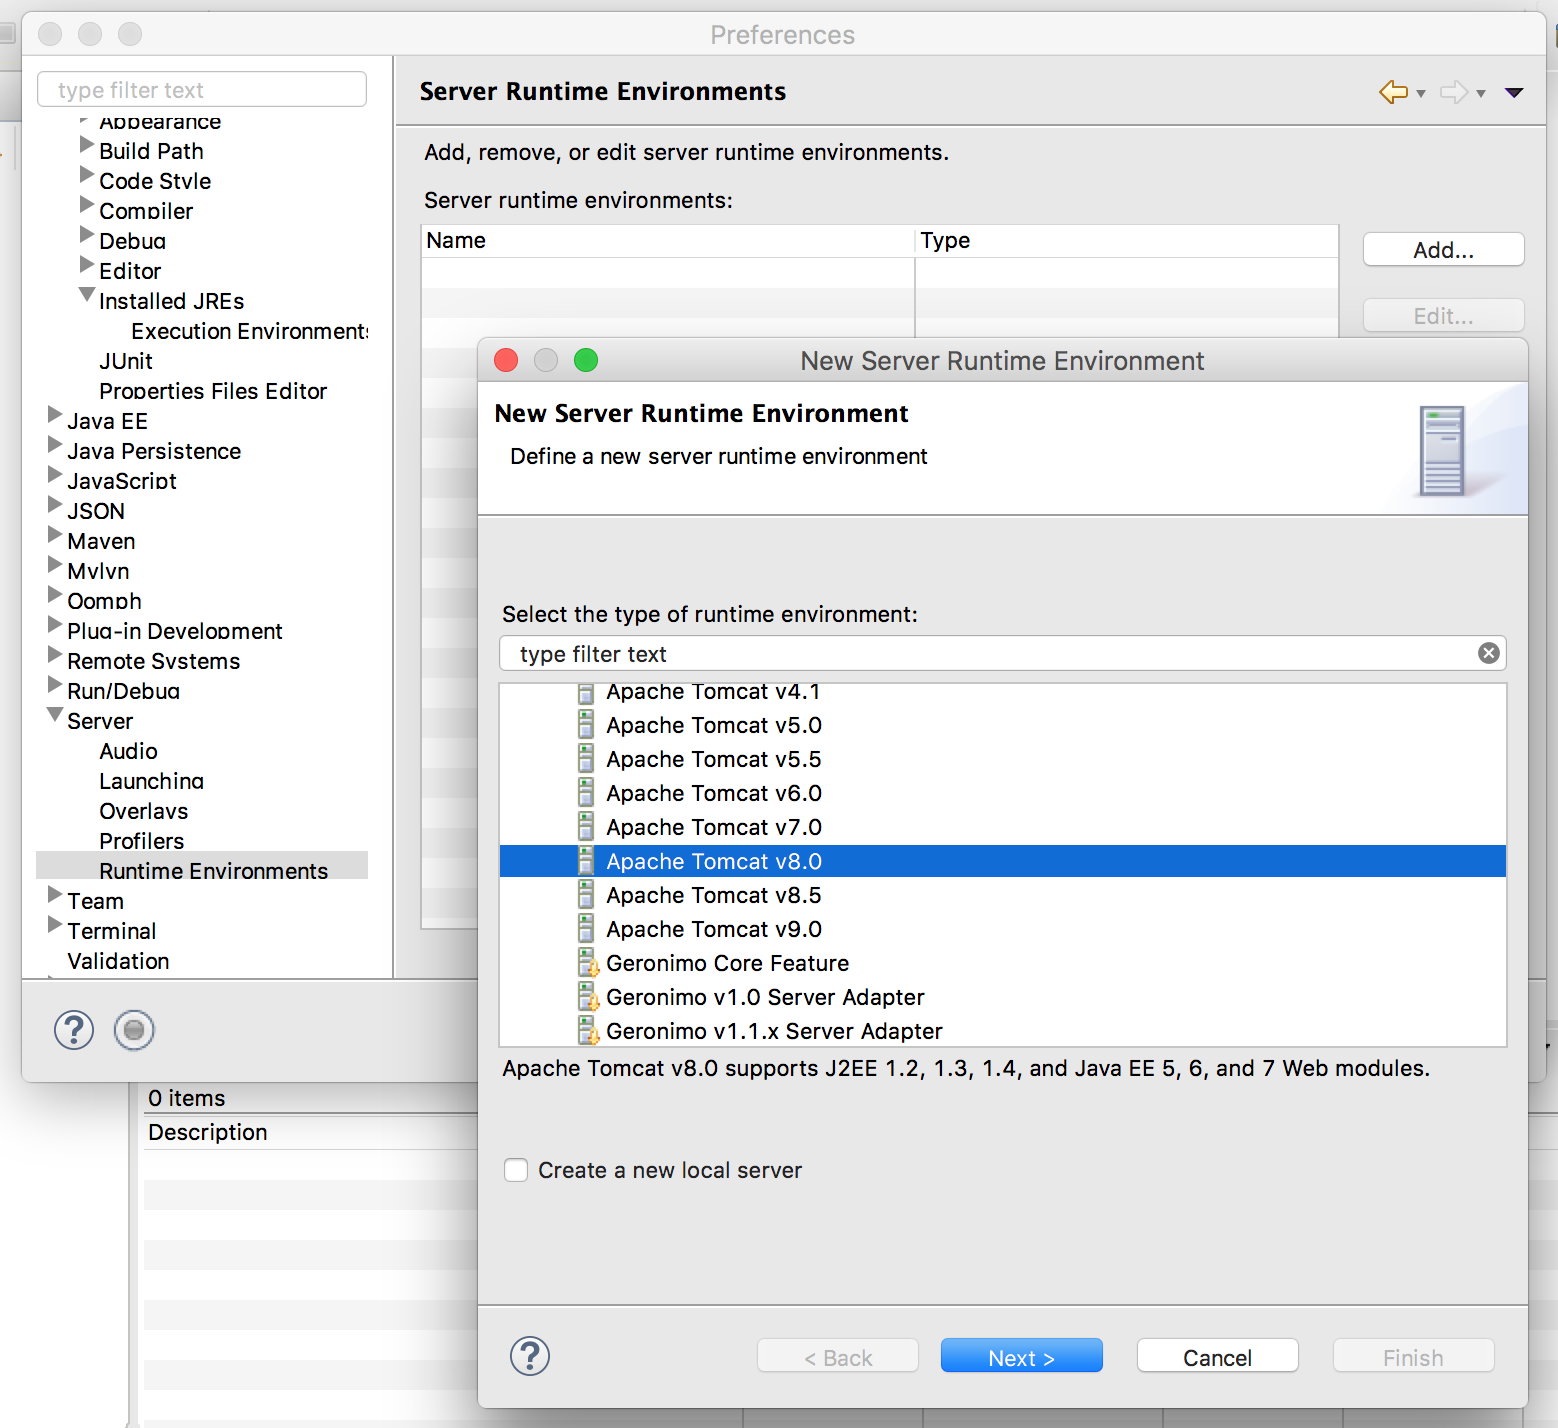 Preferences
type filter text
Appearance
Build Path
Code Style
Compiler
Debug
Editor
Installed JREs
Execution Environments
JUnit
Properties Files Editor
Java EE
Java Persistence
JavaScript
JSON
Maven
Mylyn
Oomph
Plug-in Development
Remote Systems
Run/Debug
Server
Audio
Launching
Overlays
Profilers
Runtime Environments
Team
Terminal
Validation
Server Runtime Environments
Add, remove, or edit server runtime environments.
Server runtime environments:
Name Type
Add...
Edit...
New Server Runtime Environment
New Server Runtime Environment
Define a new server runtime environment
Select the type of runtime environment:
type filter text
Apache Tomcat v4.1
Apache Tomcat v5.0
Apache Tomcat v5.5
Apache Tomcat v6.0
Apache Tomcat v7.0
Apache Tomcat v8.0
Apache Tomcat v8.5
Apache Tomcat v9.0
Geronimo Core Feature
Geronimo v1.0 Server Adapter
Geronimo v1.1.x Server Adapter
Apache Tomcat v8.0 supports J2EE 1.2, 1.3, 1.4, and Java EE 5, 6, and 7 Web modules.
Create a new local server
? < Back Next > Cancel Finish
?
0 items
Description